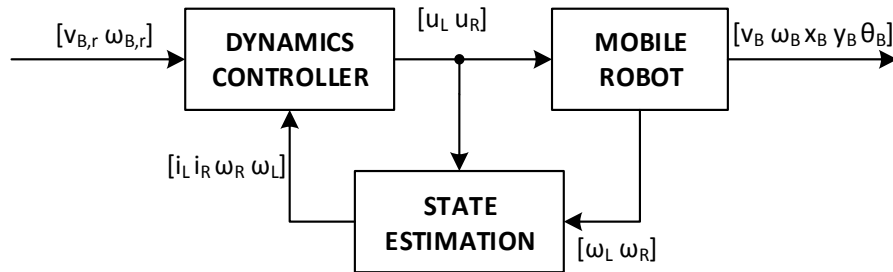 [v_B,r ω_B,r]
DYNAMICS
CONTROLLER
[u_L u_R]
MOBILE
ROBOT
[v_B ω_B x_B y_B θ_B]
[i_L i_R ω_R ω_L]
STATE
ESTIMATION
[ω_L ω_R]